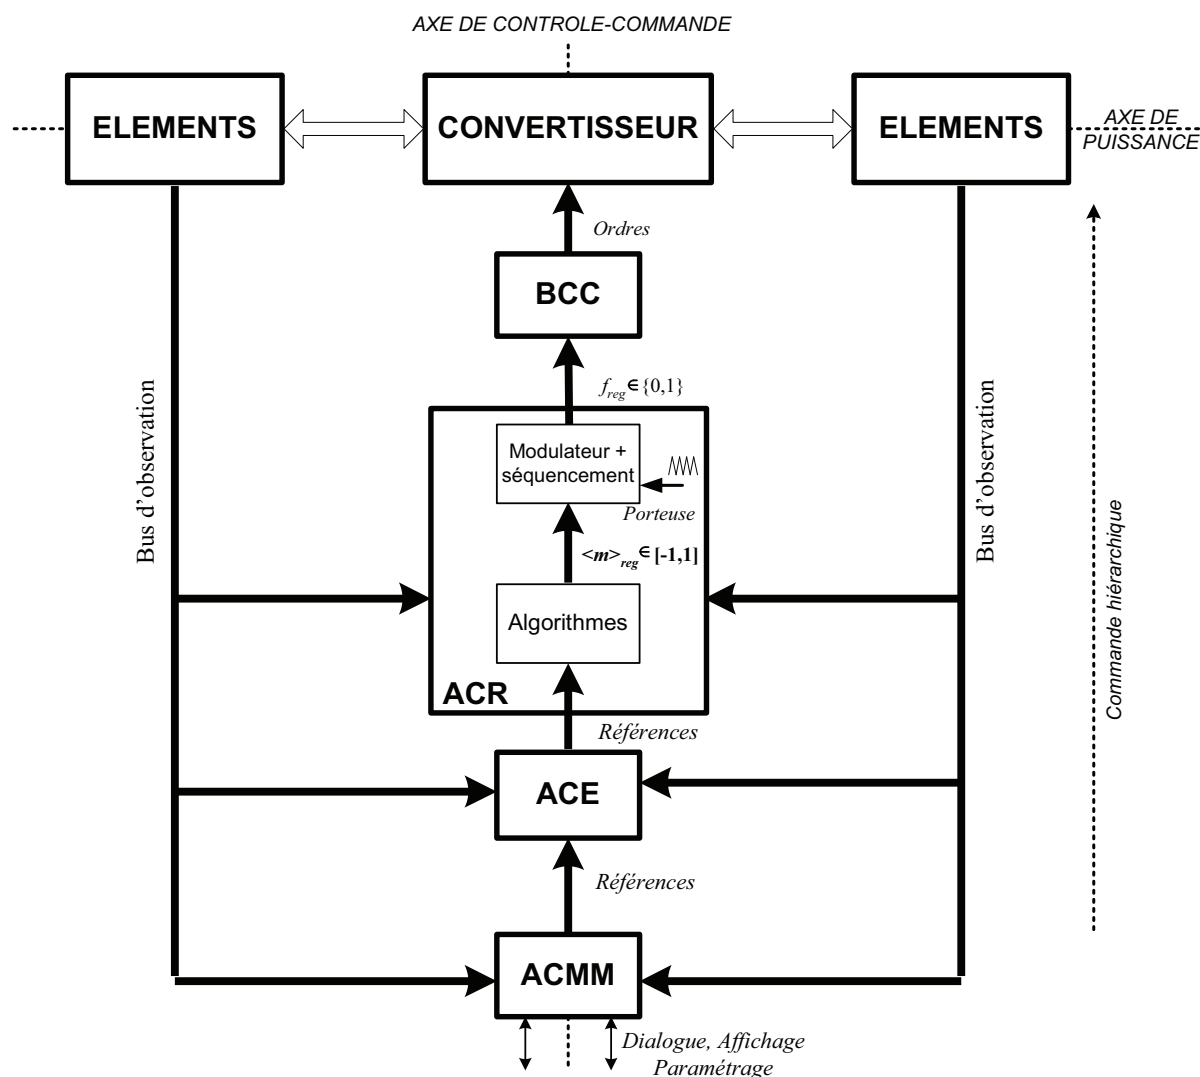 AXE DE CONTROLE-COMMANDE
ELEMENTS
CONVERTISSEUR
ELEMENTS
AXE DE
PUISSANCE
Ordres
BCC
f_reg ∈ {0,1}
Bus d'observation
Bus d'observation
Modulateur +
séquencement
Porteuse
<m>_reg ∈ [-1,1]
Algorithmes
ACR
Commande hiérarchique
Références
ACE
Références
ACMM
Dialogue, Affichage
Paramétrage